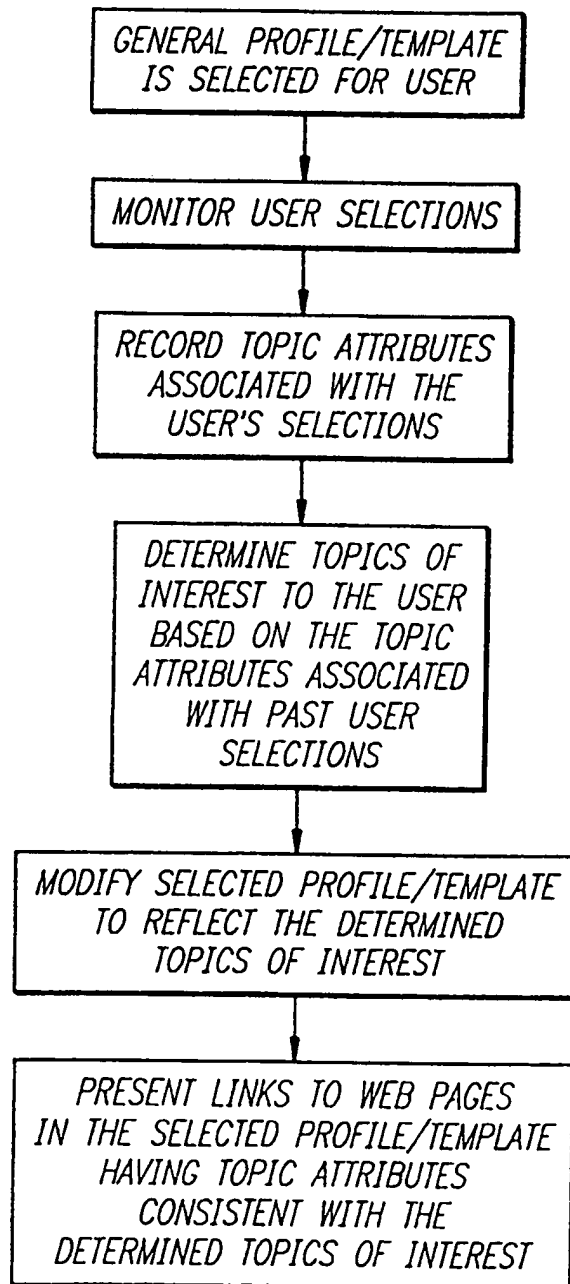 GENERAL PROFILE/TEMPLATE
IS SELECTED FOR USER
MONITOR USER SELECTIONS
RECORD TOPIC ATTRIBUTES
ASSOCIATED WITH THE
USER'S SELECTIONS
DETERMINE TOPICS OF
INTEREST TO THE USER
BASED ON THE TOPIC
ATTRIBUTES ASSOCIATED
WITH PAST USER
SELECTIONS
MODIFY SELECTED PROFILE/TEMPLATE
TO REFLECT THE DETERMINED
TOPICS OF INTEREST
PRESENT LINKS TO WEB PAGES
IN THE SELECTED PROFILE/TEMPLATE
HAVING TOPIC ATTRIBUTES
CONSISTENT WITH THE
DETERMINED TOPICS OF INTEREST